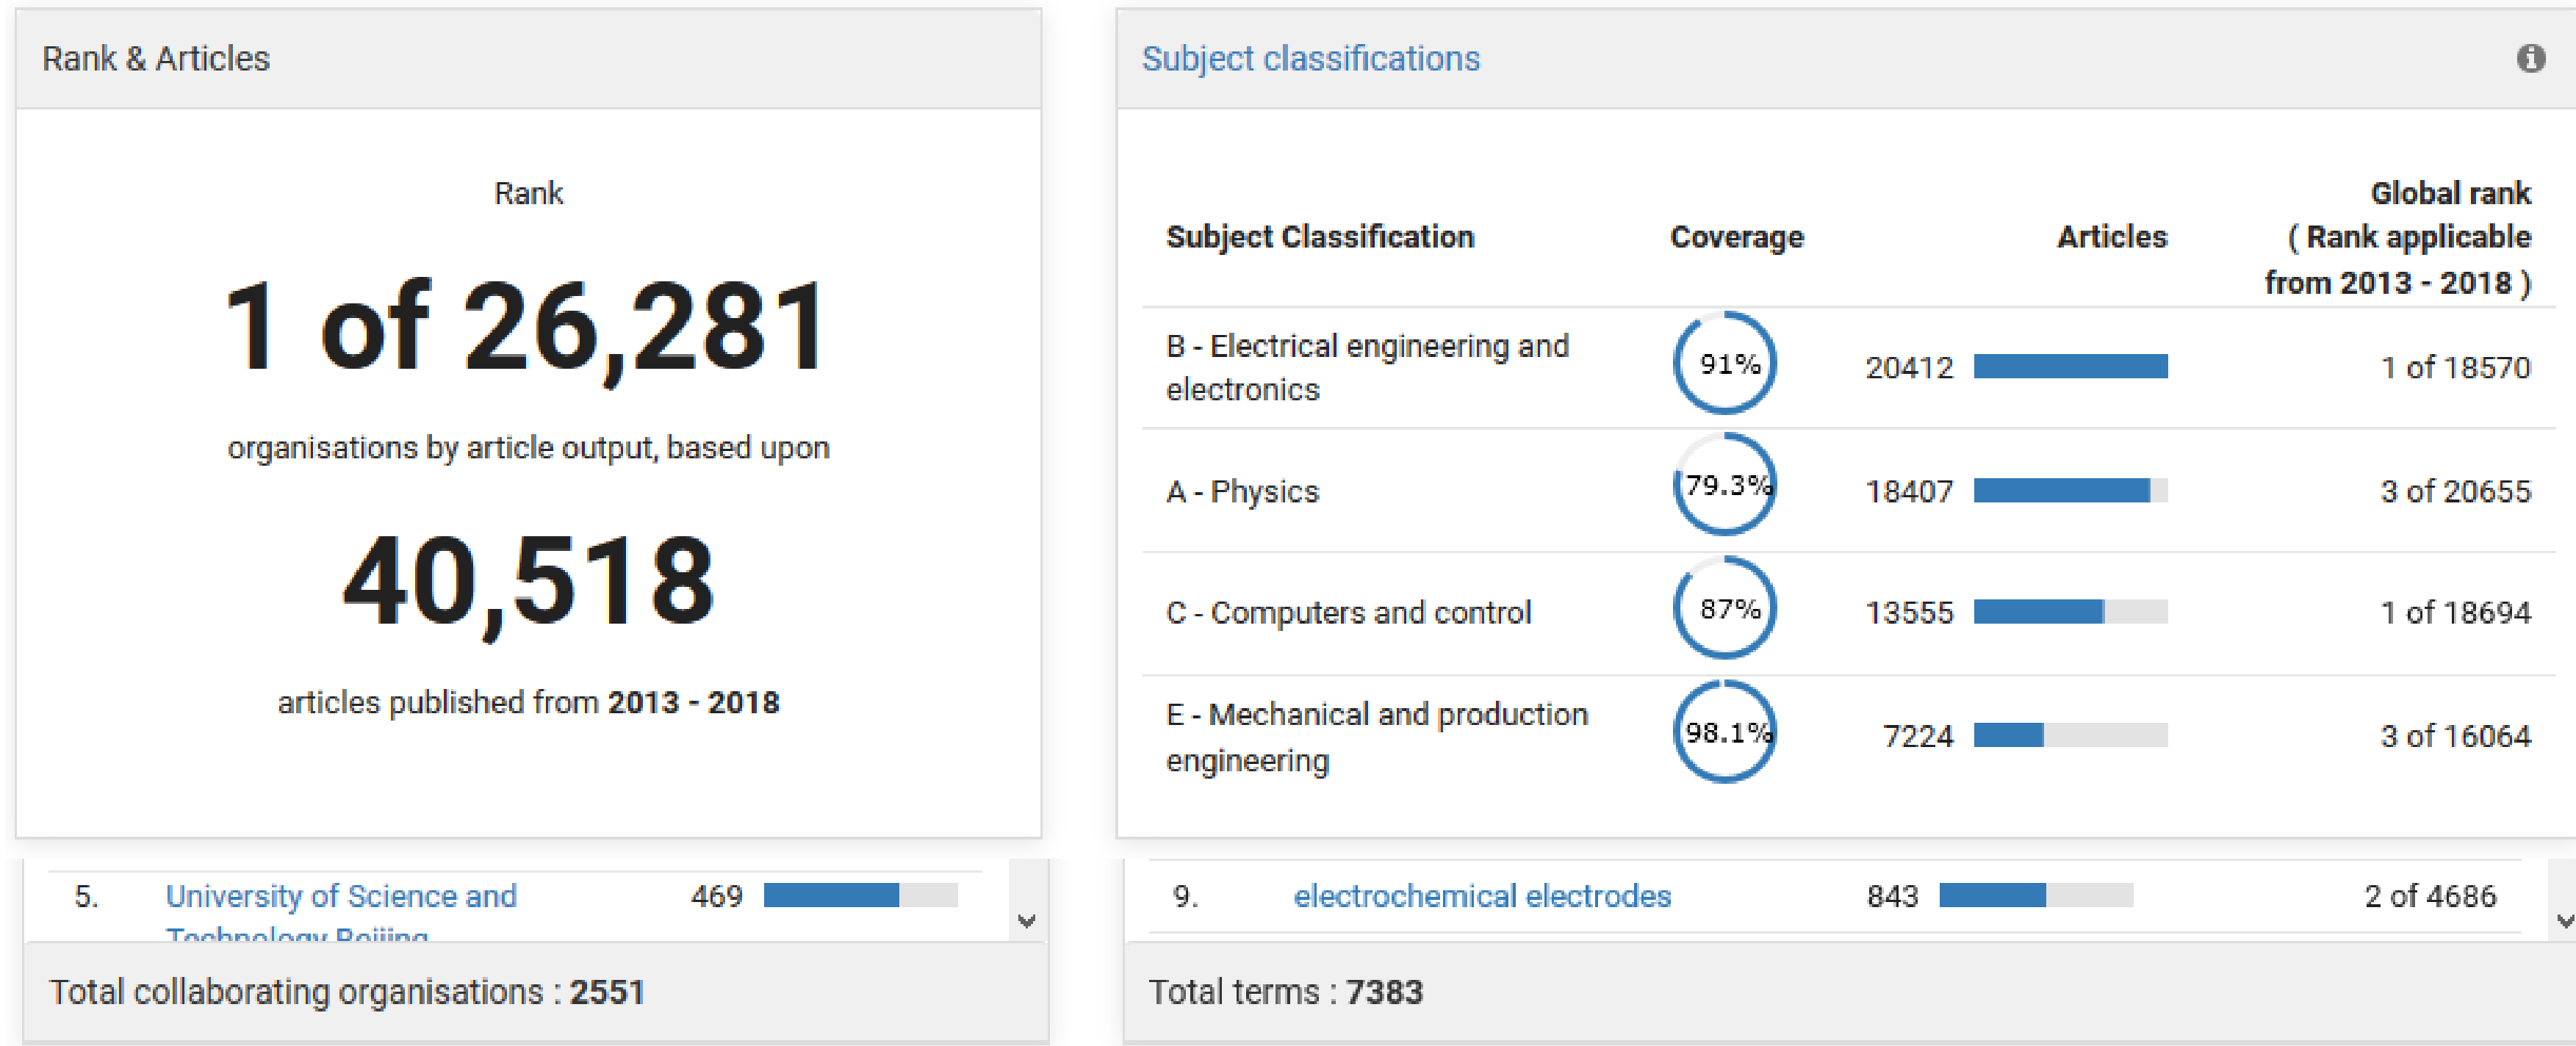 Rank & Articles
Rank
1 of 26,281
organisations by article output, based upon
40,518
articles published from 2013 - 2018
Subject classifications
Subject Classification
Coverage
Articles
Global rank
( Rank applicable
from 2013 - 2018 )
B - Electrical engineering and
electronics
91%
20412
1 of 18570
A - Physics
79.3%
18407
3 of 20655
C - Computers and control
87%
13555
1 of 18694
E - Mechanical and production
engineering
98.1%
7224
3 of 16064
5. University of Science and 469
Technology Beijing
Total collaborating organisations : 2551
9. electrochemical electrodes 843 2 of 4686
Total terms : 7383